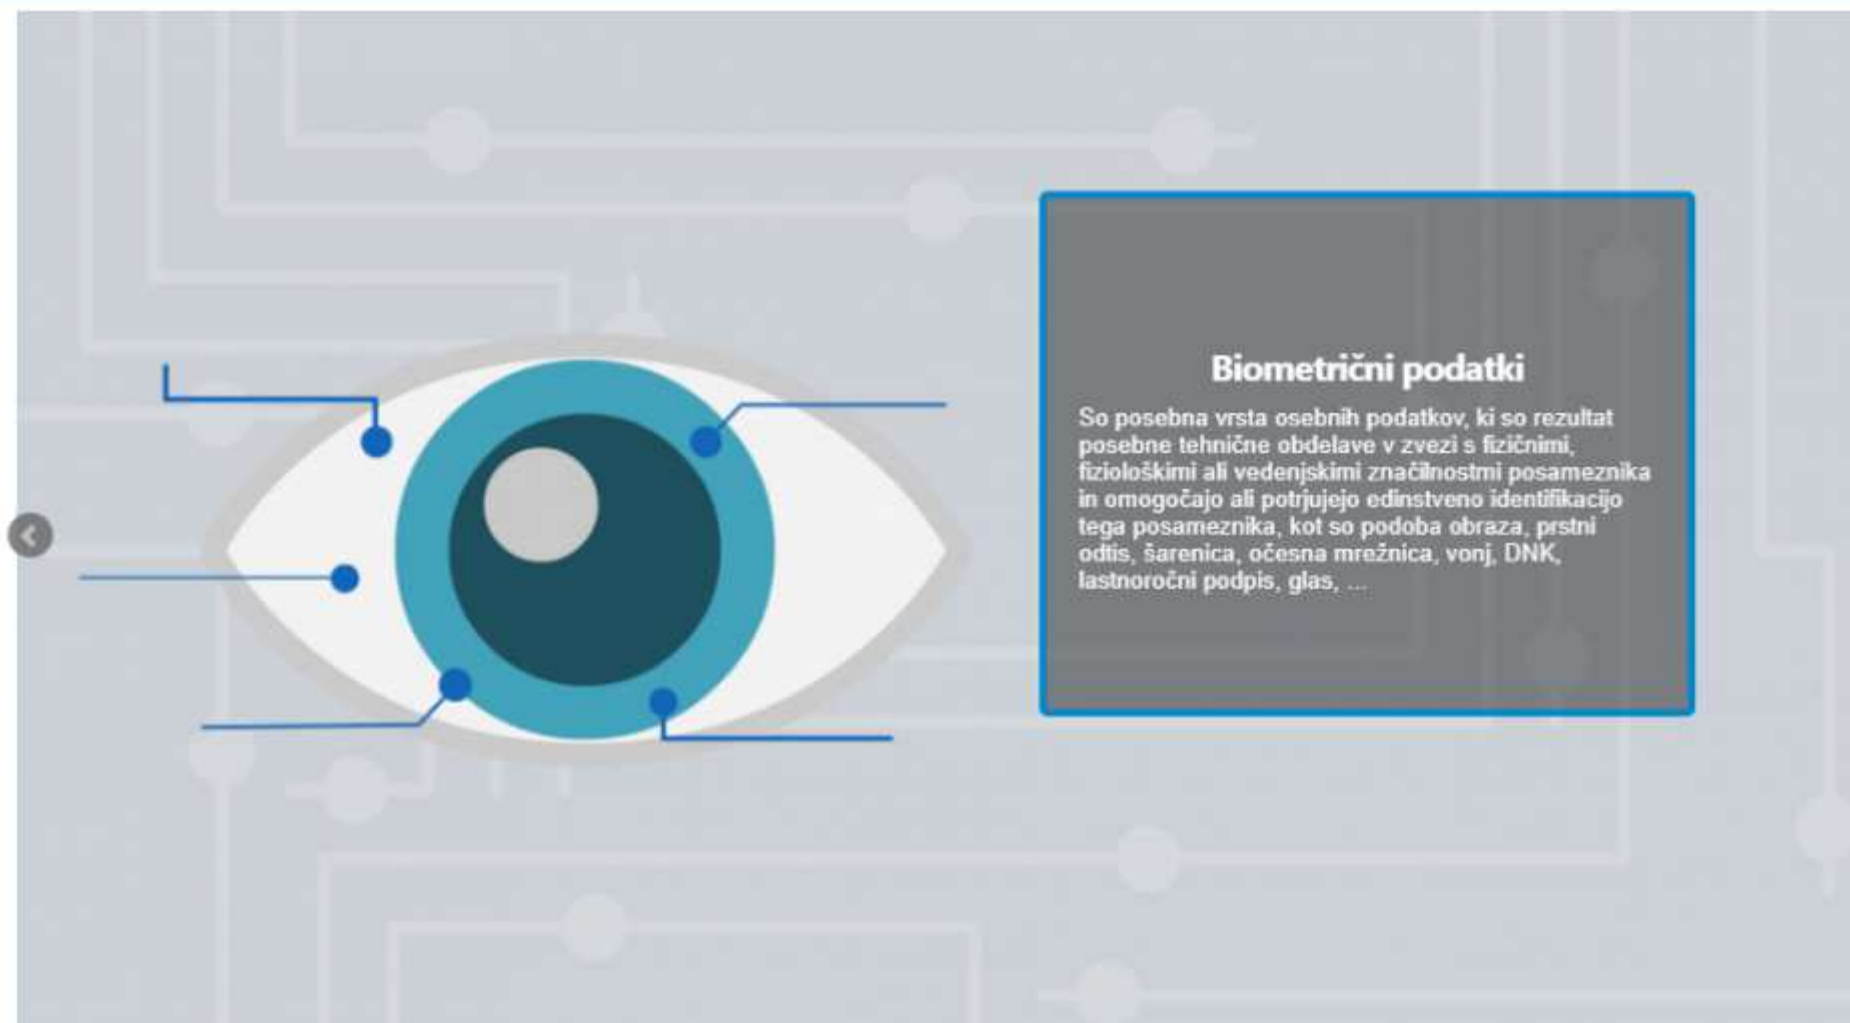 Biometrični podatki
So posebna vrsta osebnih podatkov, ki so rezultat
posebne tehnične obdelave v zvezi s fizičnimi,
fiziološkimi ali vedenjskimi značilnostmi posameznika
in omogočajo ali potrjujejo edinstveno identifikacijo
tega posameznika, kot so podoba obraza, prstni
odtis, šarenica, očesna mrežnica, vonj, DNK,
lastnoročni podpis, glas, ...